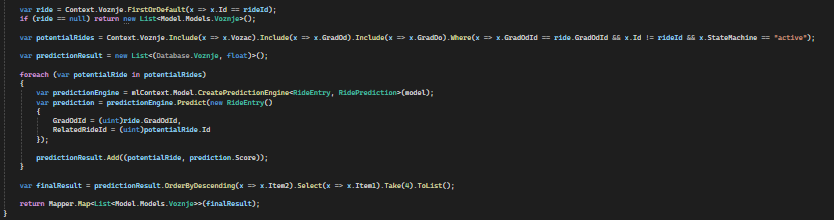 var ride = Context.Voznje.FirstOrDefault(x => x.Id == rideId);
if (ride == null) return new List<Model.Models.Voznje>();
var potentialRides = Context.Voznje.Include(x => x.Vozac).Include(x => x.GradOd).Include(x => x.GradDo).Where(x => x.GradOdId == ride.GradOdId && x.Id != rideId && x.StateMachine == "active");
var predictionResult = new List<(Database.Voznje, float)>();
foreach (var potentialRide in potentialRides)
{
var predictionEngine = mlContext.Model.CreatePredictionEngine<RideEntry, RidePrediction>(model);
var prediction = predictionEngine.Predict(new RideEntry()
{
GradOdId = (uint)ride.GradOdId,
RelatedRideId = (uint)potentialRide.Id
});
predictionResult.Add((potentialRide, prediction.Score));
}
var finalResult = predictionResult.OrderByDescending(x => x.Item2).Select(x => x.Item1).Take(4).ToList();
return Mapper.Map<List<Model.Models.Voznje>>(finalResult);
}